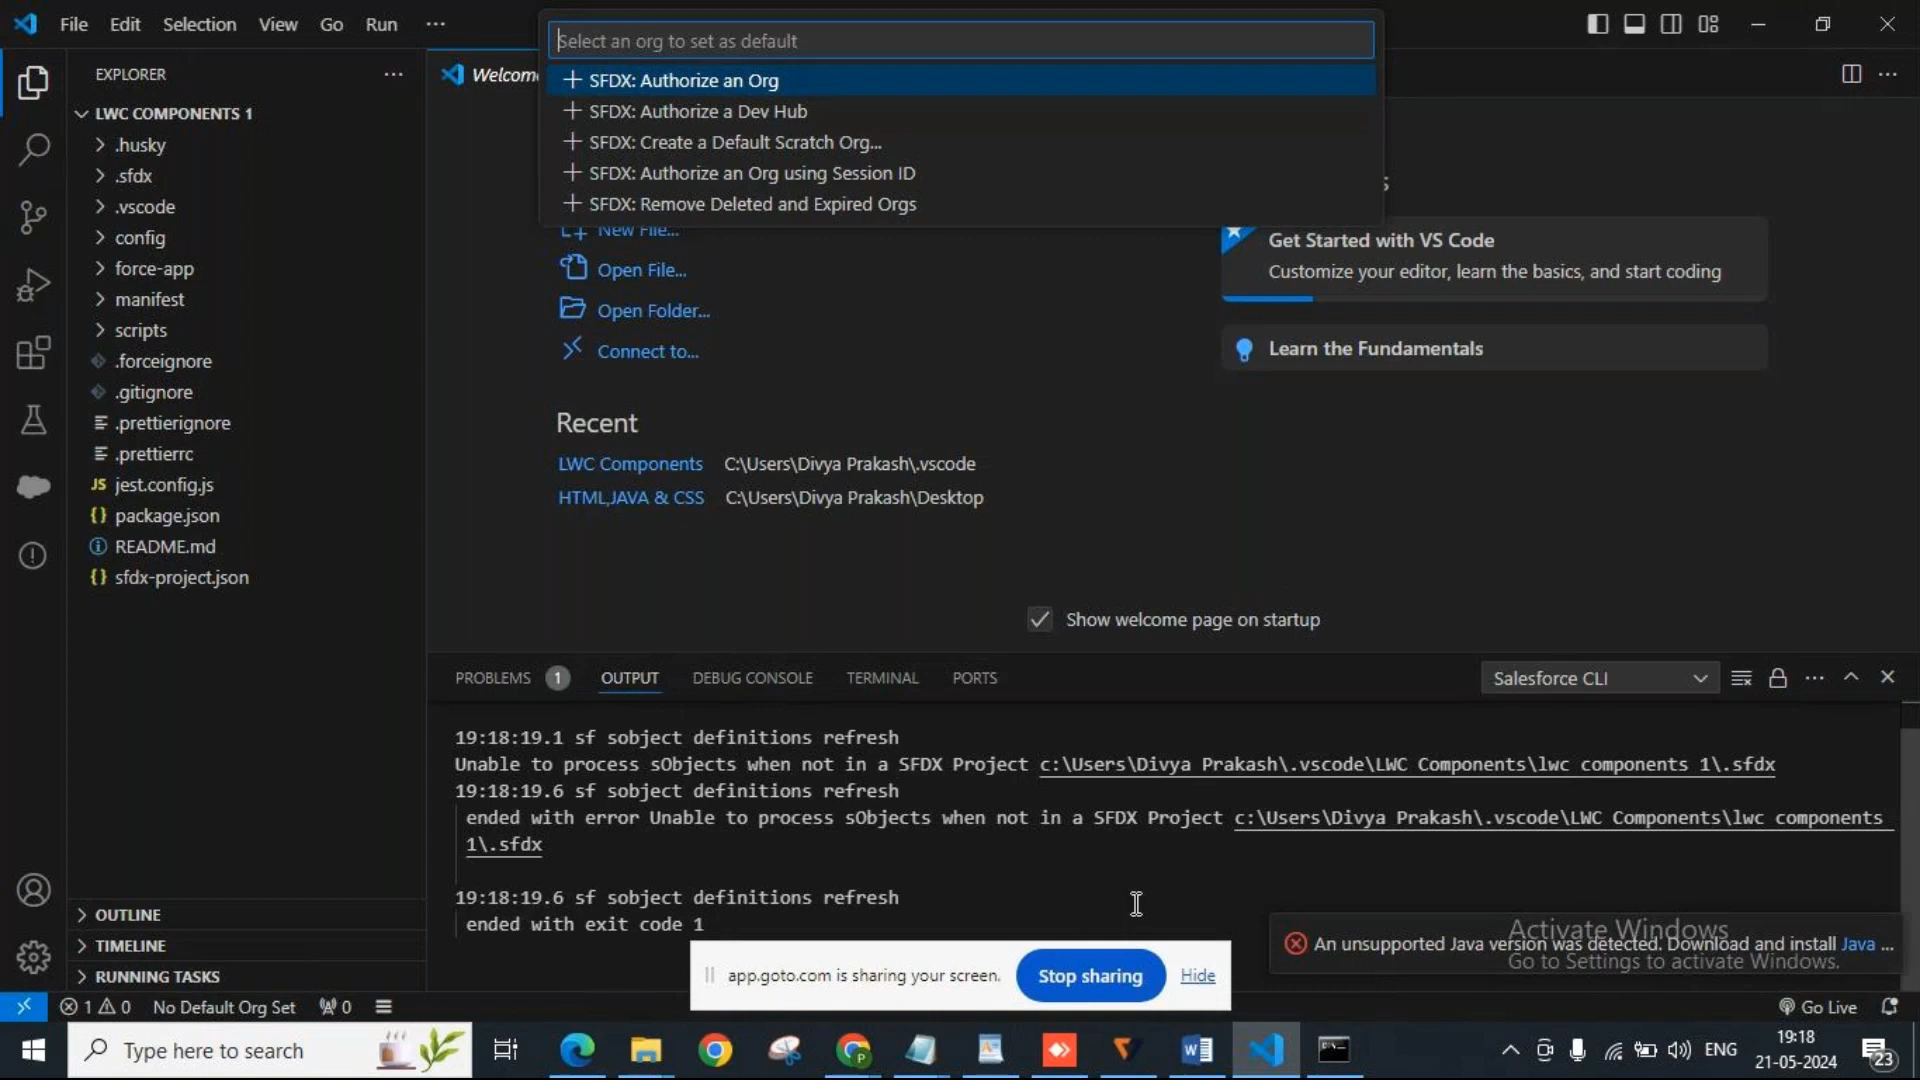 File Edit Selection View Go Run ...
Select an org to set as default
SFDX: Authorize an Org
SFDX: Authorize a Dev Hub
SFDX: Create a Default Scratch Org...
SFDX: Authorize an Org using Session ID
SFDX: Remove Deleted and Expired Orgs
EXPLORER
LWC COMPONENTS 1
.husky
.sfdx
.vscode
config
force-app
manifest
scripts
.forceignore
.gitignore
.prettierignore
.prettierrc
JS jest.config.js
{} package.json
README.md
{} sfdx-project.json
OUTLINE
TIMELINE
RUNNING TASKS
Welcom
New File...
Open File...
Open Folder...
Connect to...
Recent
LWC Components C:\Users\Divya Prakash\.vscode
HTML,JAVA & CSS C:\Users\Divya Prakash\Desktop
s
Get Started with VS Code
Customize your editor, learn the basics, and start coding
Learn the Fundamentals
Show welcome page on startup
PROBLEMS 1 OUTPUT DEBUG CONSOLE TERMINAL PORTS Salesforce CLI
19:18:19.1 sf sobject definitions refresh
Unable to process sObjects when not in a SFDX Project c:\Users\Divya Prakash\.vscode\LWC Components\lwc components 1\.sfdx
19:18:19.6 sf sobject definitions refresh
ended with error Unable to process sObjects when not in a SFDX Project c:\Users\Divya Prakash\.vscode\LWC Components\lwc components
1\.sfdx
19:18:19.6 sf sobject definitions refresh
ended with exit code 1
An unsupported Java version was detected. Download and install Java ...
Activate Windows
Go to Settings to activate Windows.
app.goto.com is sharing your screen. Stop sharing Hide
1 0 No Default Org Set 0 Go Live
Type here to search
ENG
19:18
21-05-2024
23